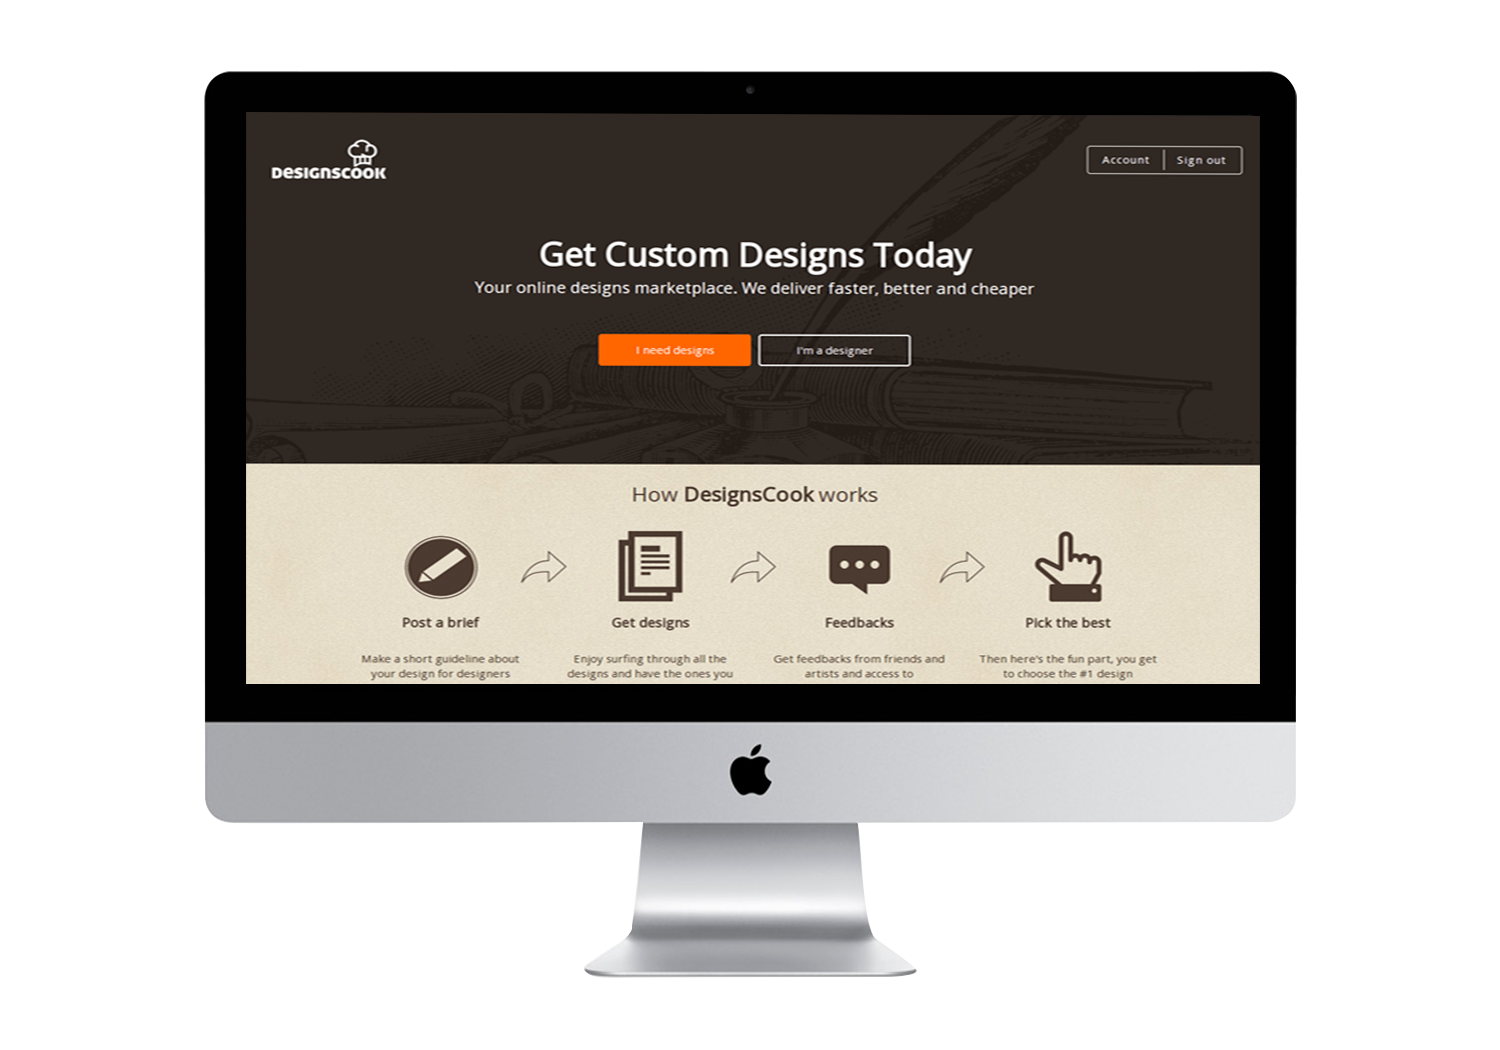 DESIGNSCOOK
Account
Sign out
Get Custom Designs Today
Your online designs marketplace. We deliver faster, better and cheaper
I need designs
I'm a designer
How DesignsCook works
Post a brief
Get designs
Feedbacks
Pick the best
Make a short guideline about
your design for designers
Enjoy surfing through all the
designs and have the ones you
Get feedbacks from friends and
artists and access to
Then here's the fun part, you get
to choose the #1 design